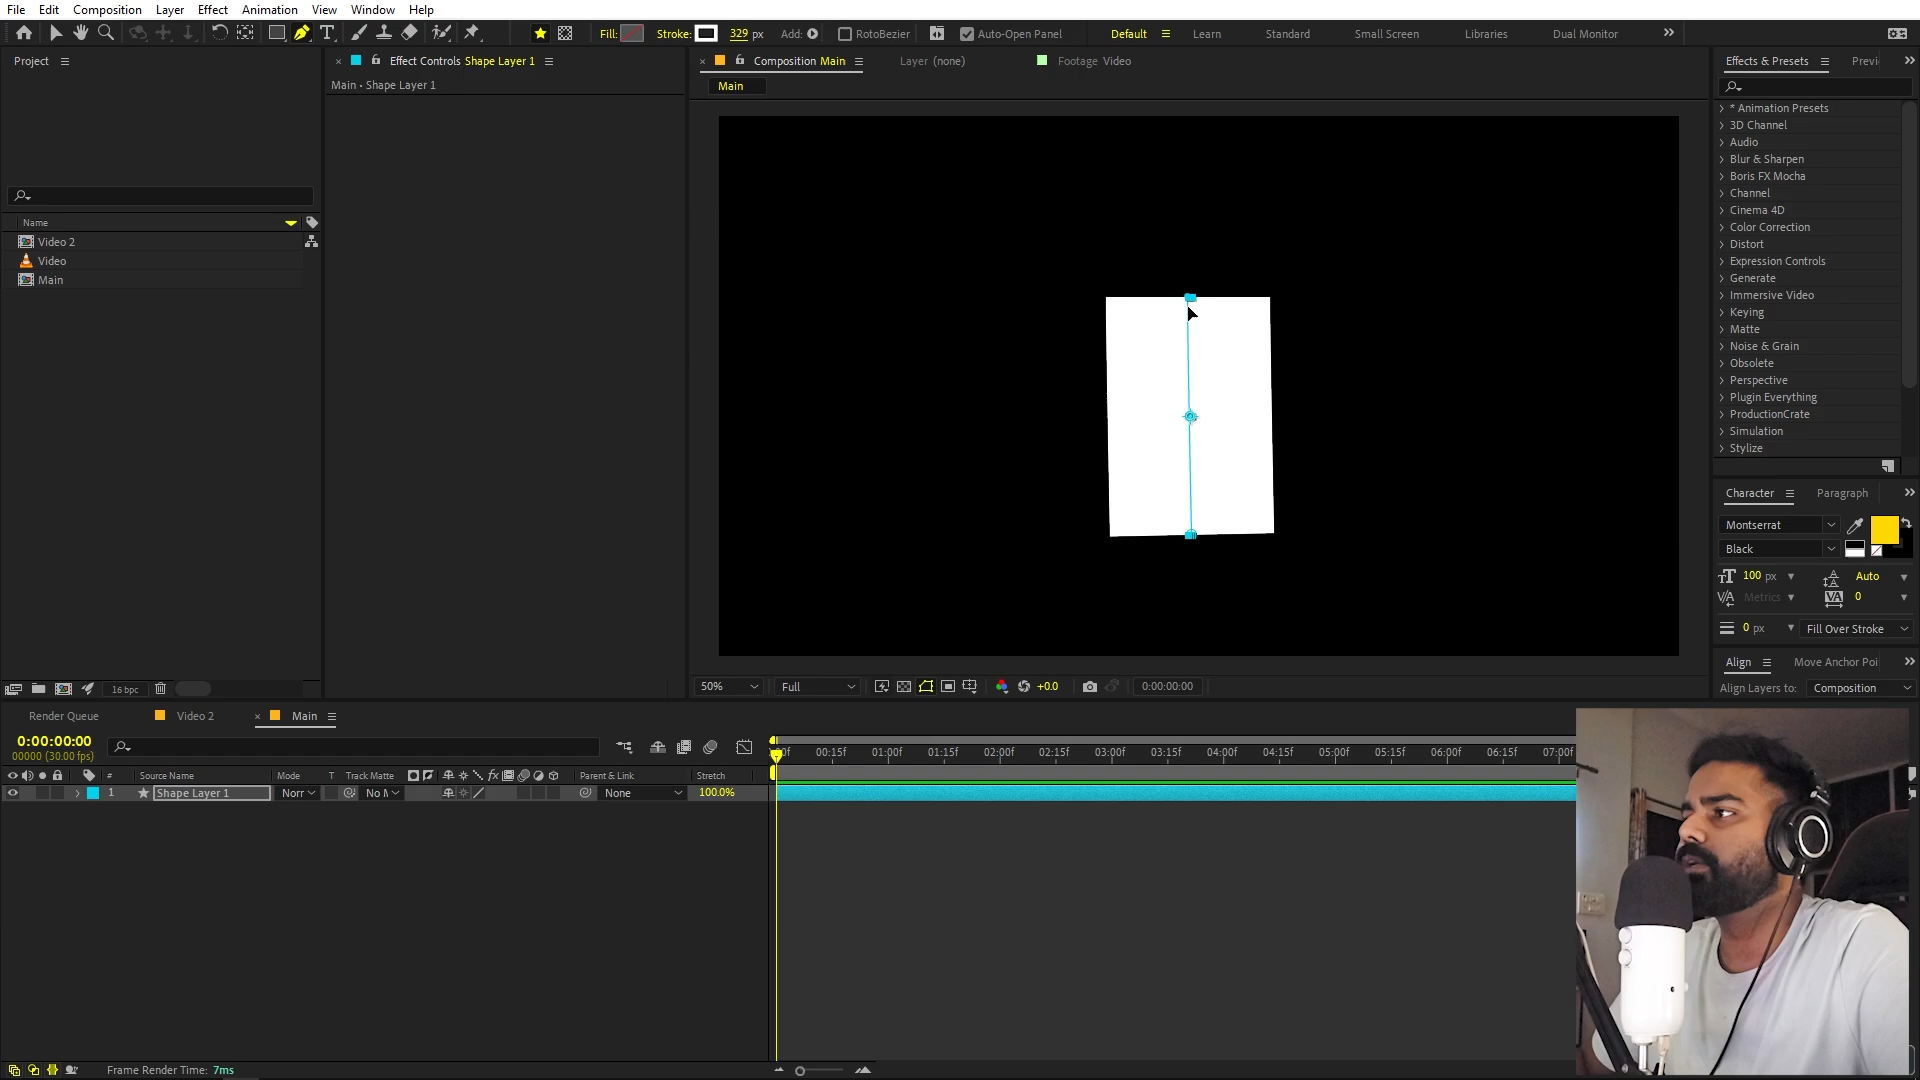 File Edit Composition Layer Effect Animation View Window Help
Fill: Stroke: 329 px Add: RotoBezier Auto-Open Panel Default Learn Standard Small Screen Libraries Dual Monitor
Project
Effect Controls Shape Layer 1
Main • Shape Layer 1
Composition Main
Layer (none)
Footage Video
Main
Effects & Presets
Previ
* Animation Presets
3D Channel
Audio
Blur & Sharpen
Boris FX Mocha
Channel
Cinema 4D
Color Correction
Distort
Expression Controls
Generate
Immersive Video
Keying
Matte
Noise & Grain
Obsolete
Perspective
Plugin Everything
ProductionCrate
Simulation
Stylize
Name
Video 2
Video
Main
Character Paragraph
Montserrat
Black
100 px Auto
Metrics 0
0 px Fill Over Stroke
Align Move Anchor Poi
Align Layers to: Composition
16 bpc
50% Full +0.0 0:00:00:00
Render Queue Video 2 Main
0:00:00:00
00000 (30.00 fps)
# Source Name Mode T Track Matte Parent & Link Stretch
1 Shape Layer 1 Norr No M None 100.0%
00f 00:15f 01:00f 01:15f 02:00f 02:15f 03:00f 03:15f 04:00f 04:15f 05:00f 05:15f 06:00f 06:15f 07:00f
Frame Render Time: 7ms